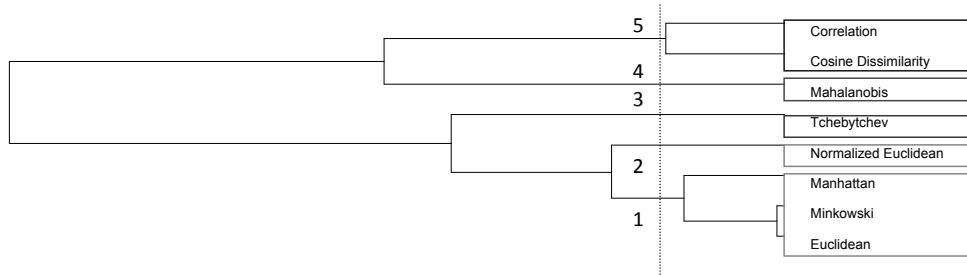 5
Correlation
Cosine Dissimilarity
4
Mahalanobis
3
Tchebytchev
Normalized Euclidean
2
Manhattan
Minkowski
1
Euclidean